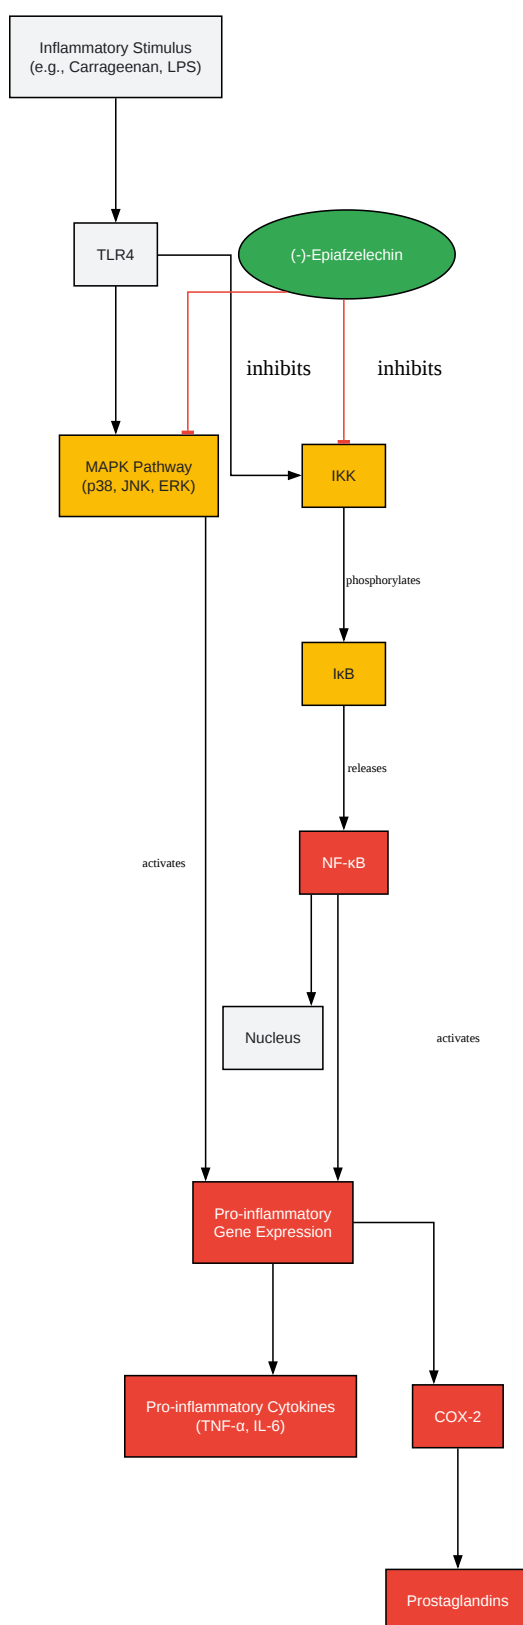 Inflammatory Stimulus
(e.g., Carrageenan, LPS)
TLR4
(-)-Epiafzelechin
inhibits
inhibits
MAPK Pathway
(p38, JNK, ERK)
IKK
phosphorylates
IκB
releases
NF-κB
activates
Nucleus
activates
Pro-inflammatory
Gene Expression
Pro-inflammatory Cytokines
(TNF-α, IL-6)
COX-2
Prostaglandins